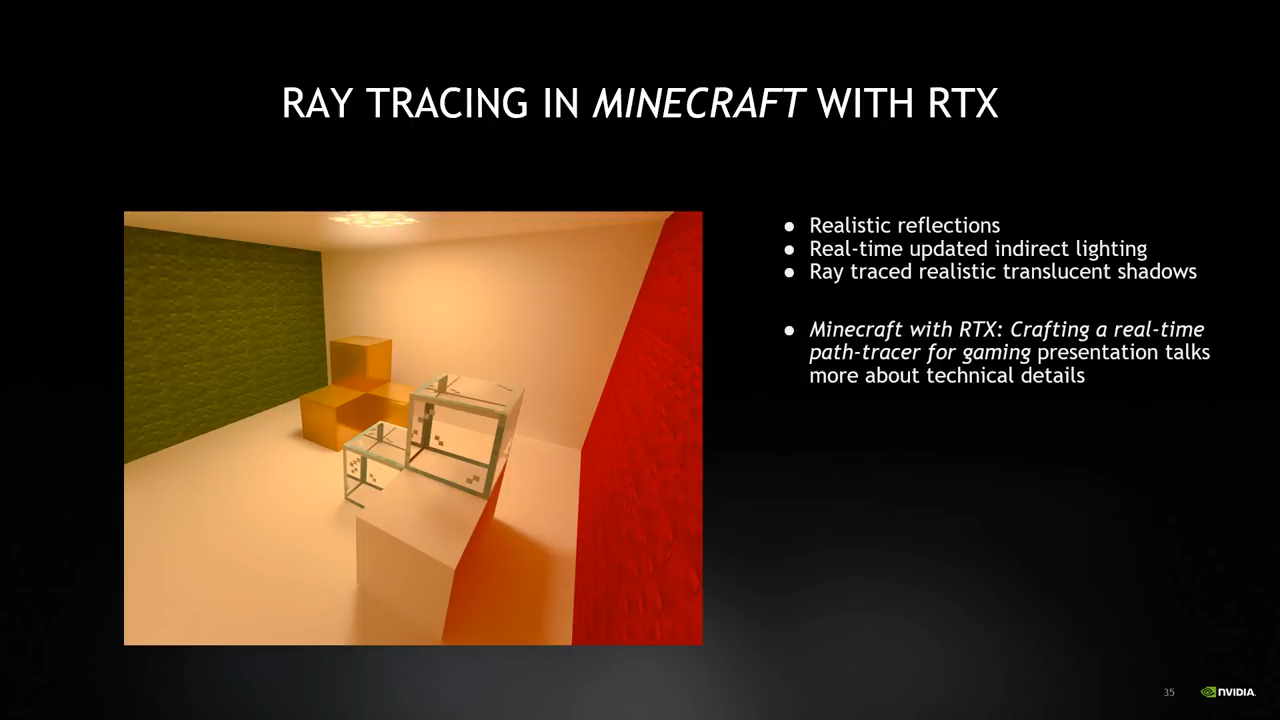 RAY TRACING IN MINECRAFT WITH RTX
● Realistic reflections
● Real-time updated indirect lighting
● Ray traced realistic translucent shadows
● Minecraft with RTX: Crafting a real-time
path-tracer for gaming presentation talks
more about technical details
35
NVIDIA.